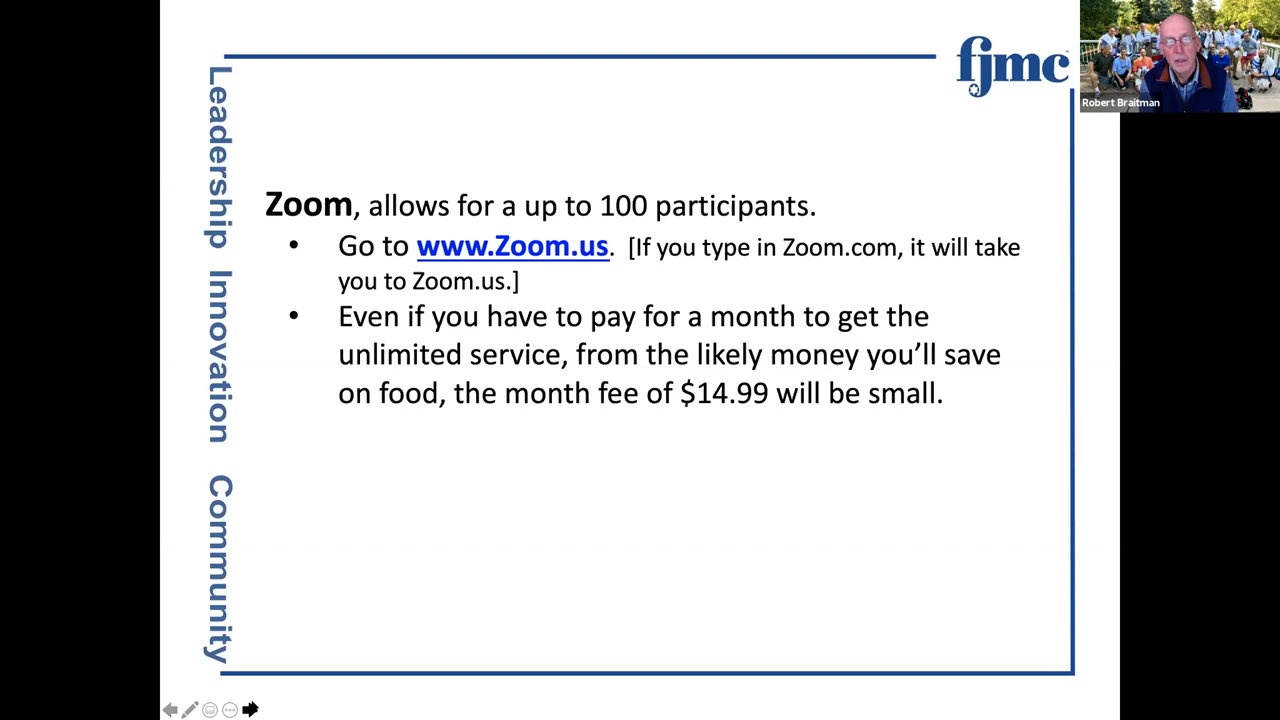 fjmc
Robert Braitman
Leadership Innovation Community
Zoom, allows for a up to 100 participants.
• Go to www.Zoom.us. [If you type in Zoom.com, it will take
you to Zoom.us.]
• Even if you have to pay for a month to get the
unlimited service, from the likely money you’ll save
on food, the month fee of $14.99 will be small.